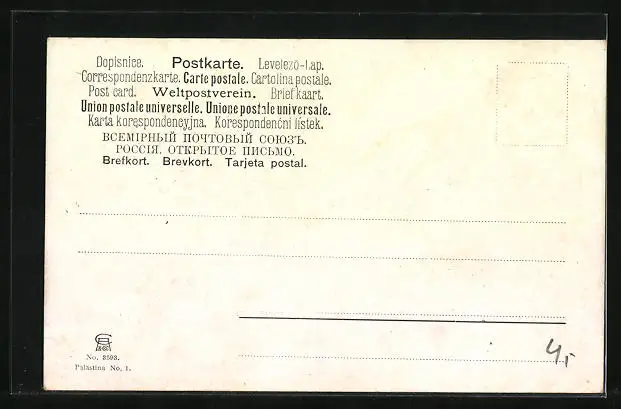 Dopisnice. Postkarte. Levelező-Lap.
Correspondenzkarte. Carte postale. Cartolina postale.
Post card. Weltpostverein. Briefkaart.
Union postale universelle. Unione postale universale.
Karta korespondencyjna. Korespondenční lístek.
ВСЕМІРНЫЙ ПОЧТОВЫЙ СОЮЗЪ.
РОССІЯ. ОТКРЫТОЕ ПИСЬМО.
Brefkort. Brevkort. Tarjeta postal.
No. 3593.
Palästina No. 1.
4,-